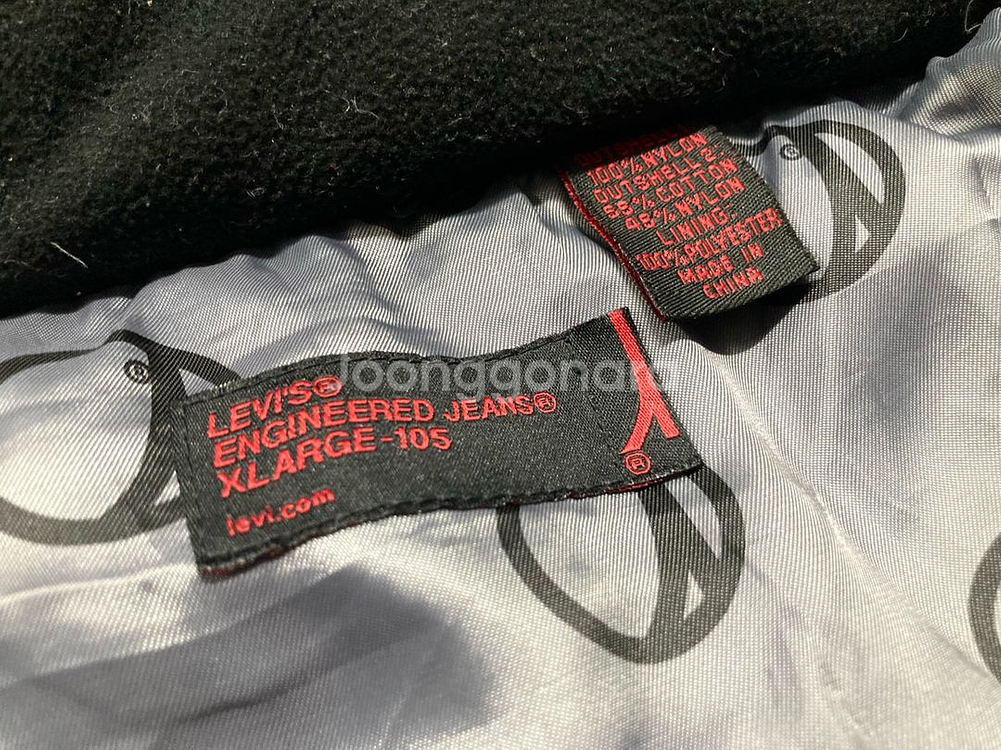 100% NYLON
OUTSHELL 2:
55% COTTON
45% NYLON
LINING:
100% POLYESTER
MADE IN
CHINA
LEVI'S®
ENGINEERED JEANS®
XLARGE-105
levi.com
®
joonggonara